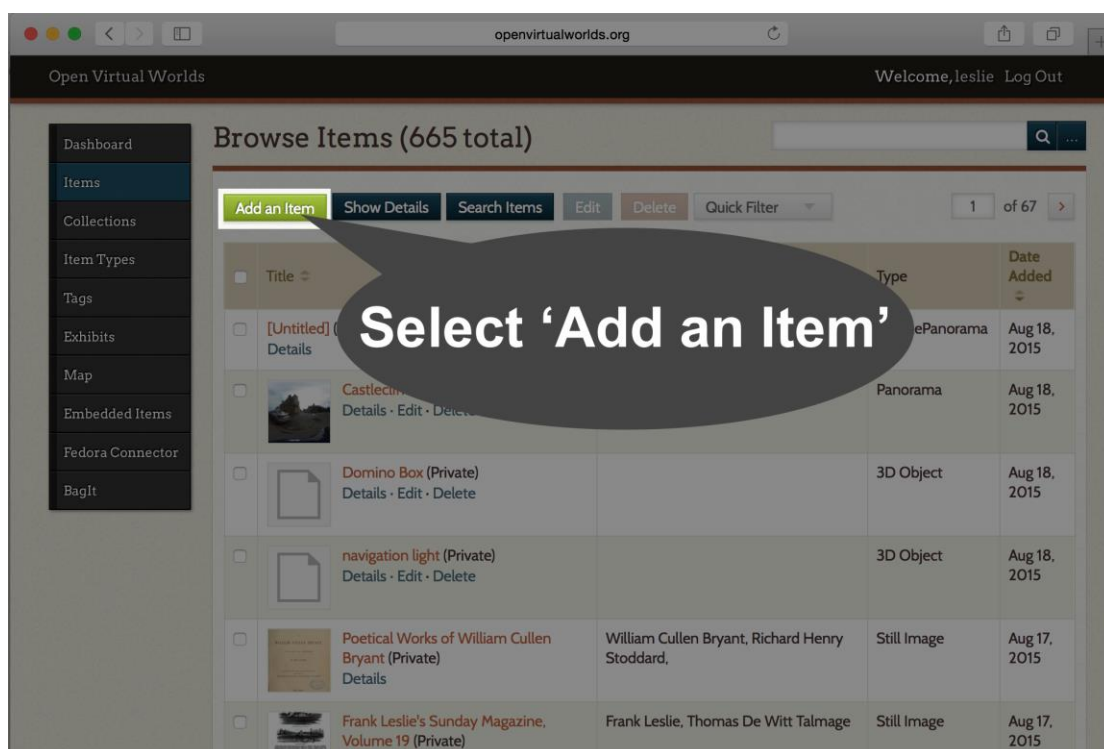 openvirtualworlds.org
Open Virtual Worlds
Welcome, leslie Log Out
Dashboard
Items
Collections
Item Types
Tags
Exhibits
Map
Embedded Items
Fedora Connector
BagIt
Browse Items (665 total)
...
Add an Item Show Details Search Items Edit Delete Quick Filter 1 of 67 >
Title Type Date
Added
Select ‘Add an Item’
[Untitled] ( ePanorama Aug 18,
Details 2015
Panorama Aug 18,
Details · Edit · 2015
Domino Box (Private) 3D Object Aug 18,
Details · Edit · Delete 2015
navigation light (Private) 3D Object Aug 18,
Details · Edit · Delete 2015
Poetical Works of William Cullen William Cullen Bryant, Richard Henry Still Image Aug 17,
Bryant (Private) Stoddard, 2015
Details
Frank Leslie's Sunday Magazine, Frank Leslie, Thomas De Witt Talmage Still Image Aug 17,
Volume 19 (Private) 2015